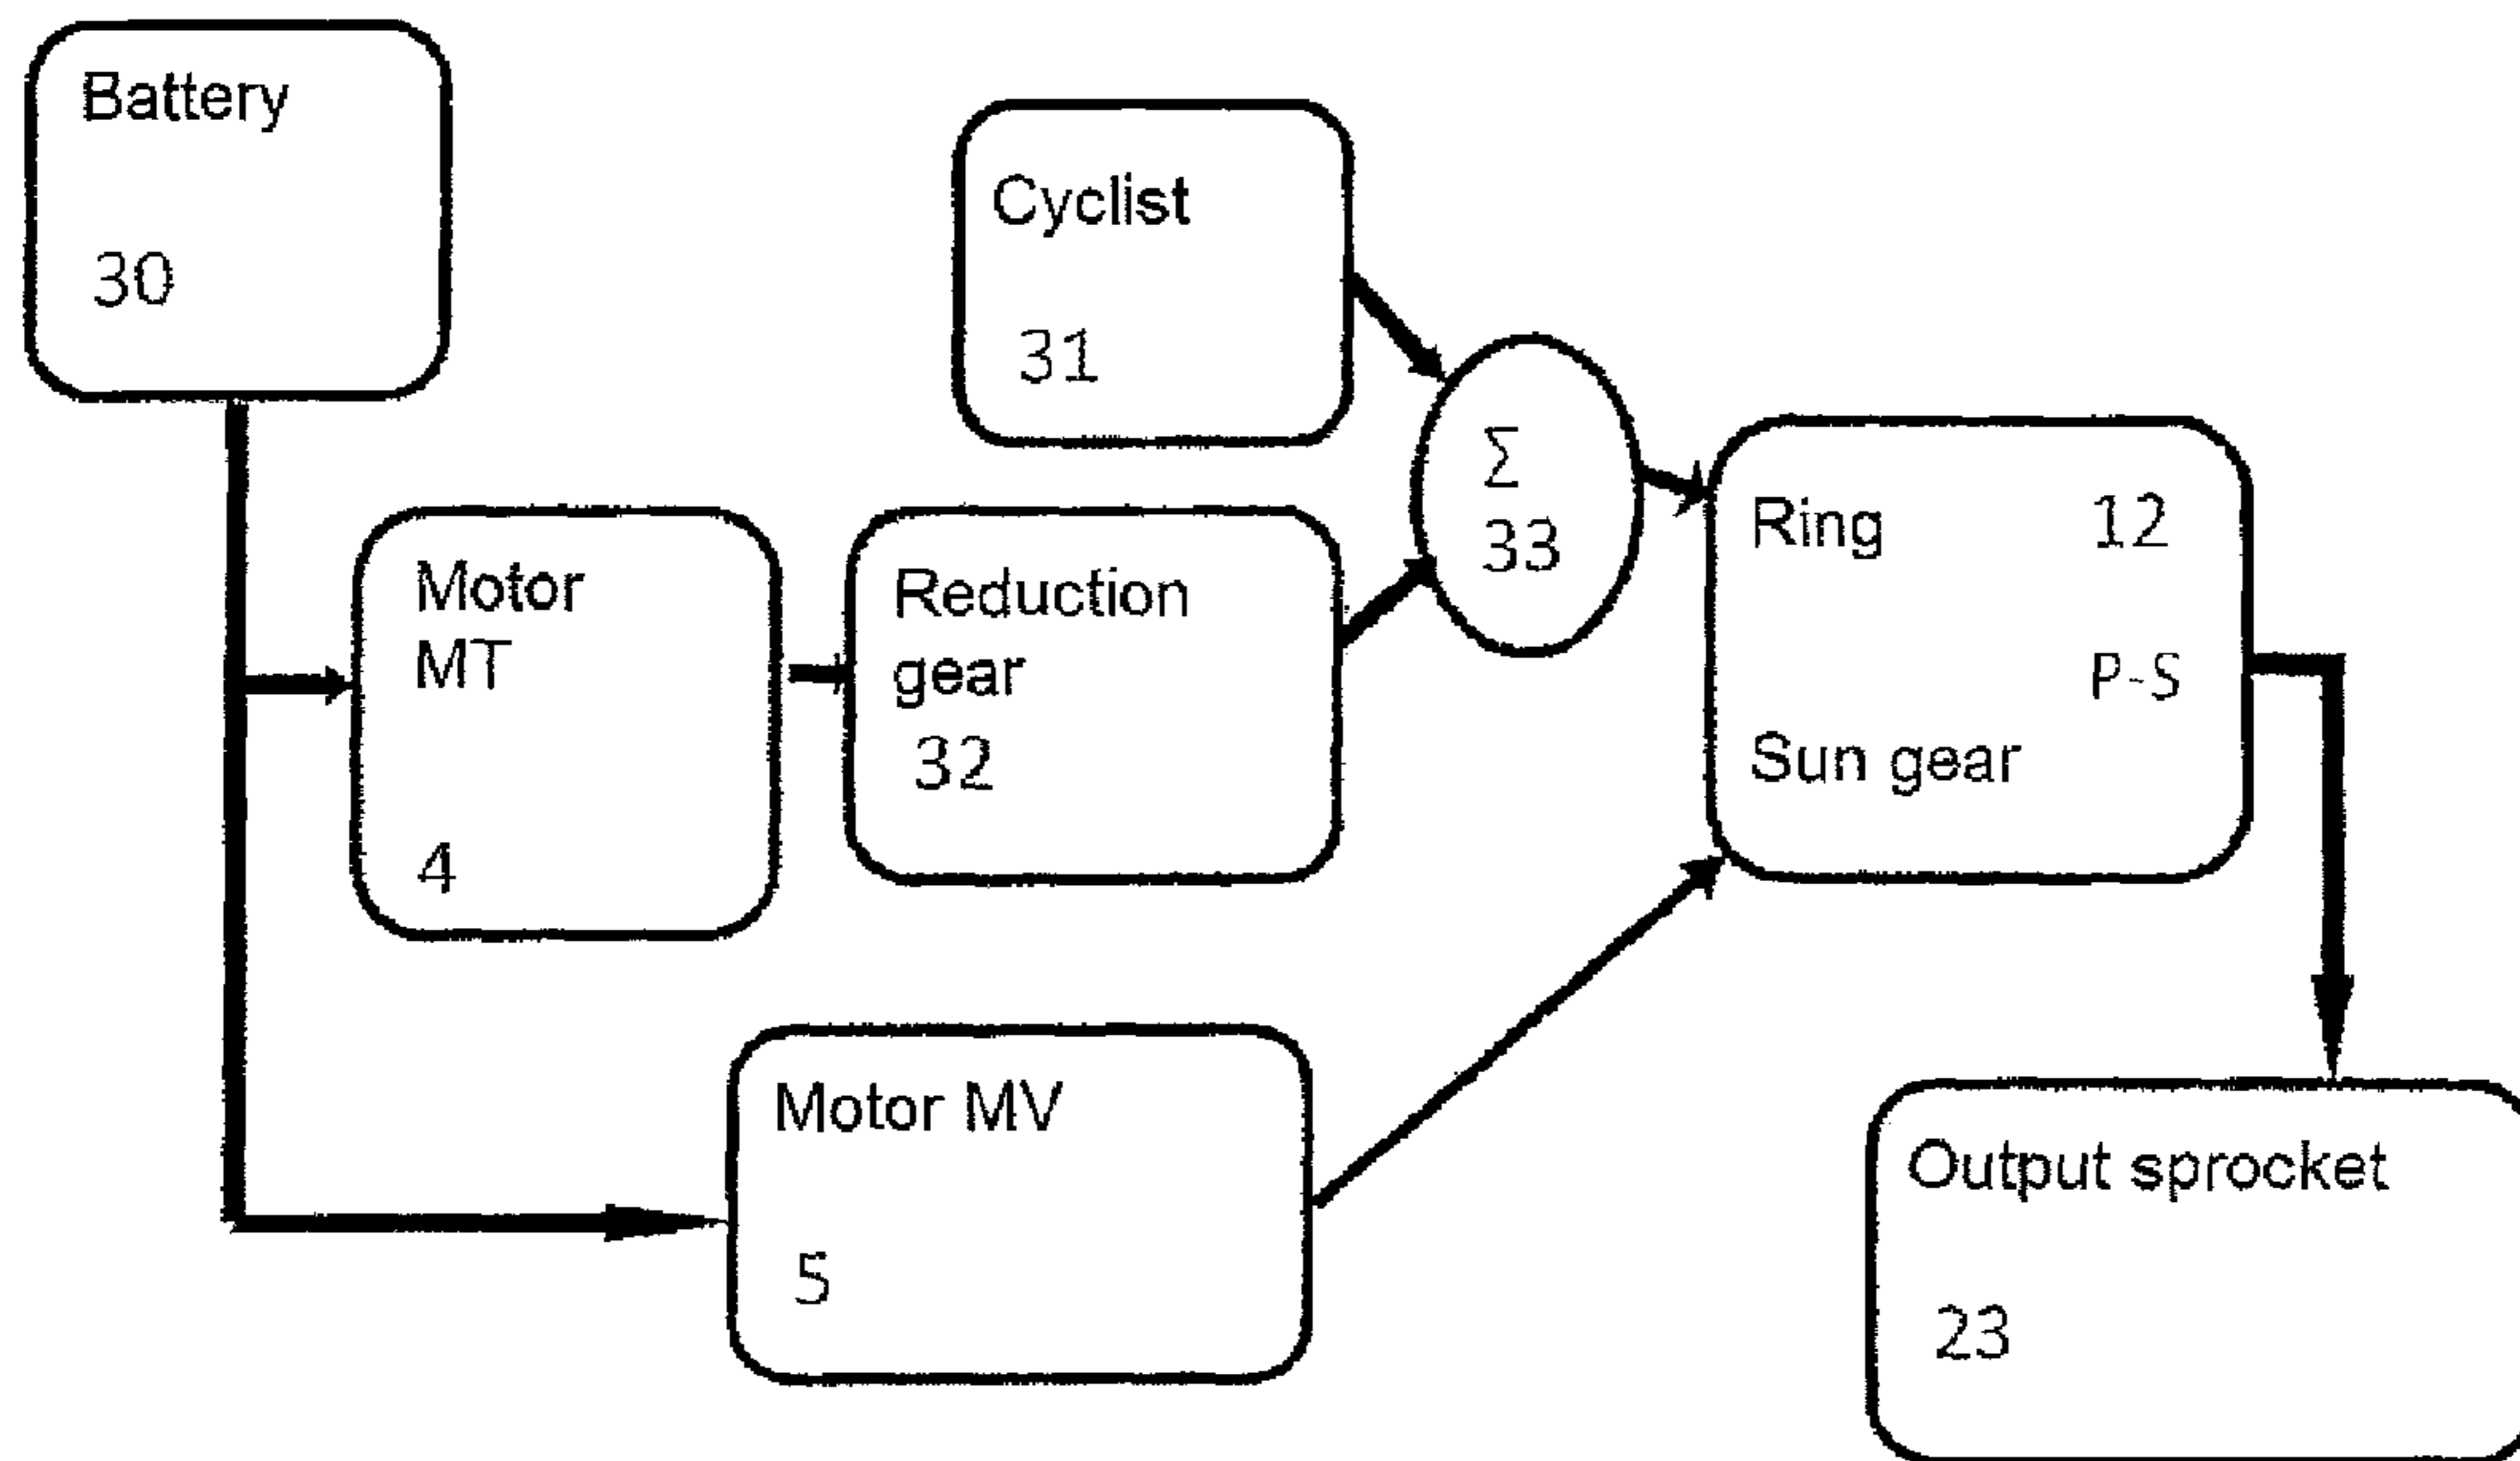 Battery
30
Cyclist
31
Σ
33
Motor
MT
4
Reduction
gear
32
Ring 12
P-S
Sun gear
Motor MV
5
Output sprocket
23